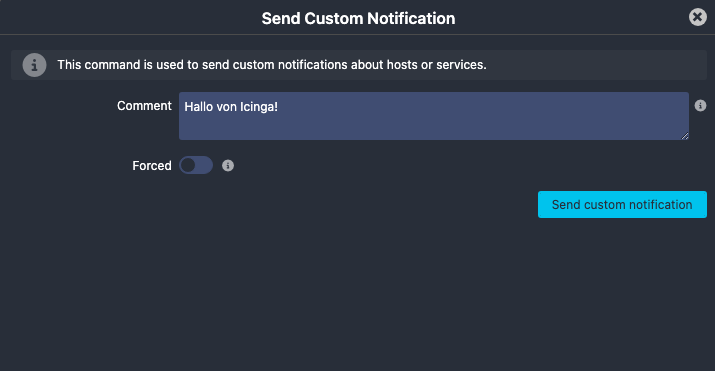 Send Custom Notification
This command is used to send custom notifications about hosts or services.
Comment
Hallo von Icinga!
Forced
Send custom notification